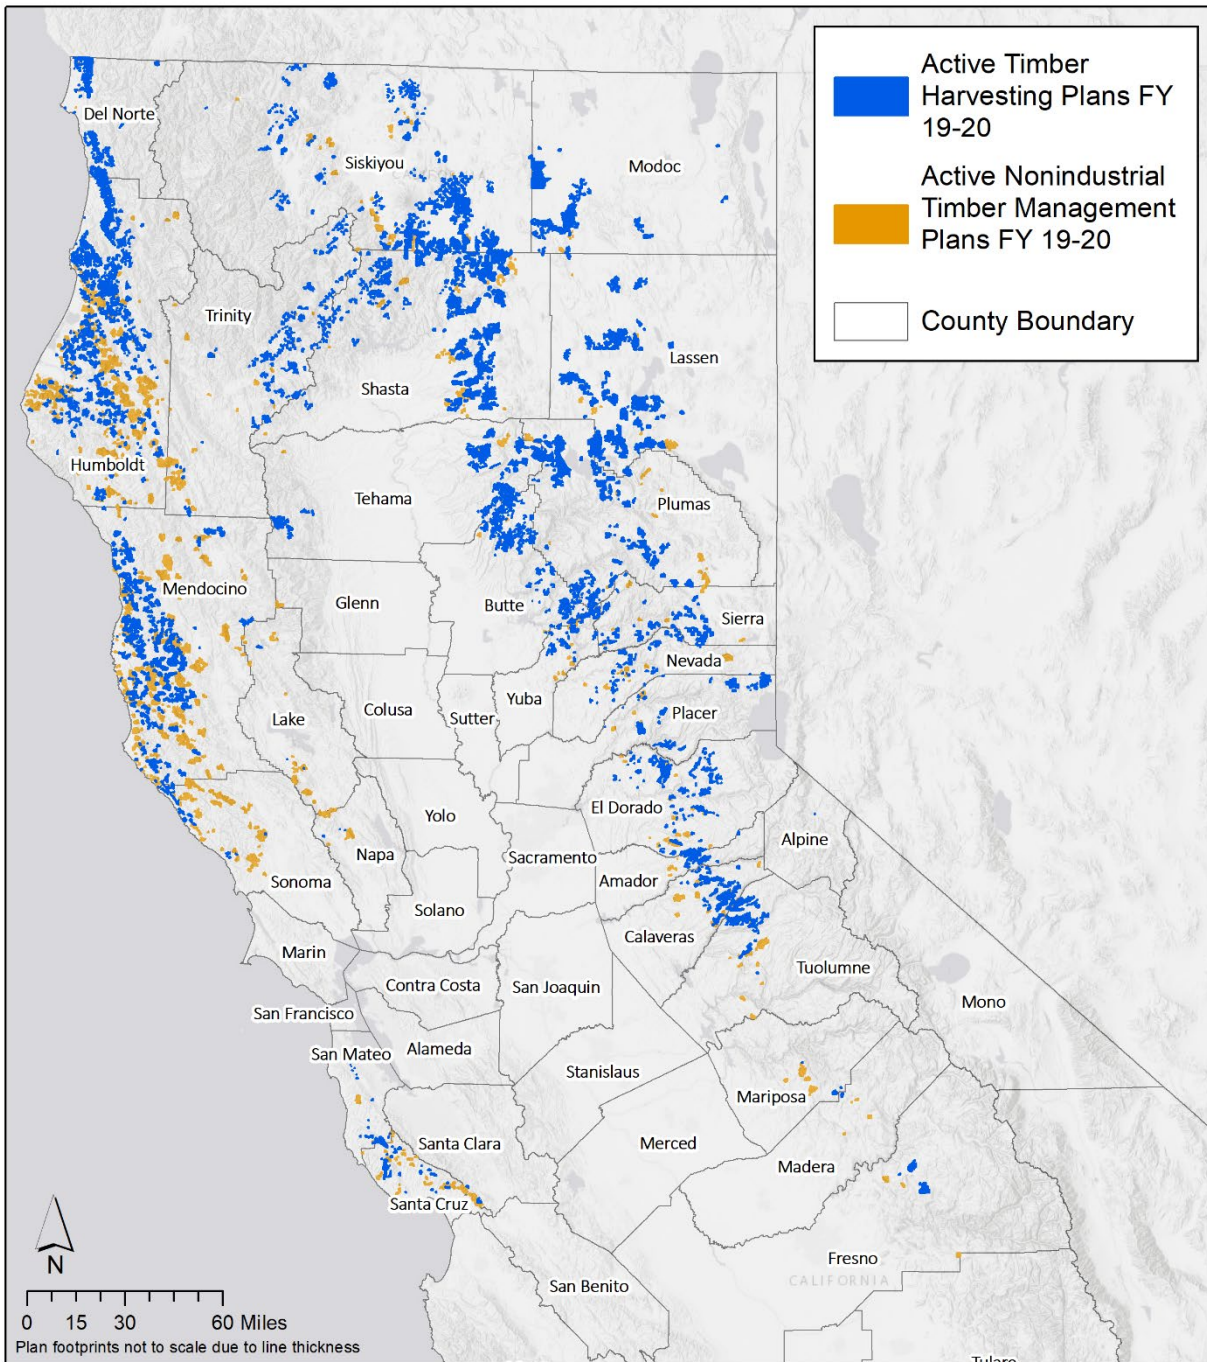 Active Timber
Harvesting Plans FY
19-20
Active Nonindustrial
Timber Management
Plans FY 19-20
County Boundary
Del Norte
Siskiyou
Modoc
Trinity
Shasta
Lassen
Humboldt
Tehama
Plumas
Mendocino
Glenn
Butte
Sierra
Nevada
Lake
Colusa
Sutter
Yuba
Placer
Yolo
El Dorado
Napa
Sacramento
Alpine
Sonoma
Solano
Amador
Marin
Calaveras
Contra Costa
San Joaquin
Tuolumne
Mono
San Francisco
San Mateo
Alameda
Stanislaus
Mariposa
Santa Clara
Merced
Madera
Santa Cruz
Fresno
CALIFORNIA
San Benito
Tulare
N
0 15 30 60 Miles
Plan footprints not to scale due to line thickness